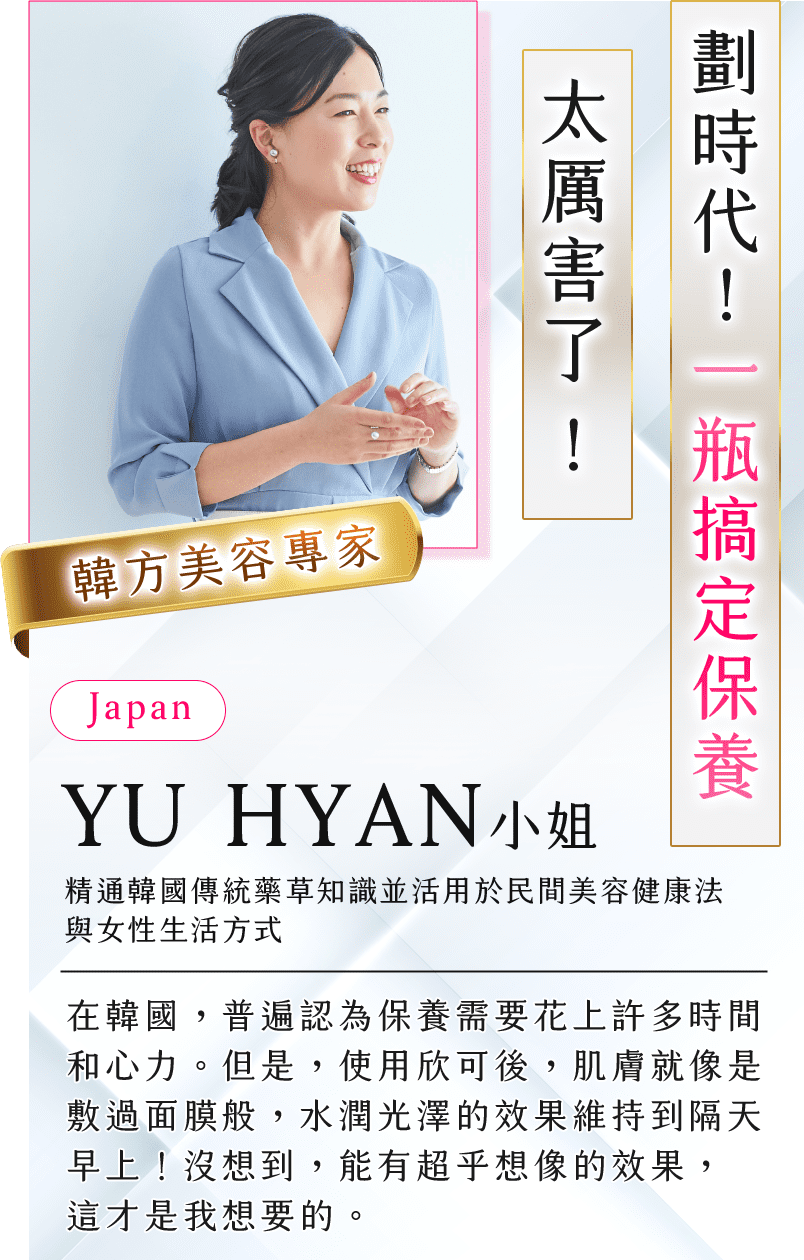 劃時代！一瓶搞定保養
太厲害了！
韓方美容專家
Japan
YU HYAN小姐
精通韓國傳統藥草知識並活用於民間美容健康法
與女性生活方式
在韓國，普遍認為保養需要花上許多時間
和心力。但是，使用欣可後，肌膚就像是
敷過面膜般，水潤光澤的效果維持到隔天
早上！沒想到，能有超乎想像的效果，
這才是我想要的。